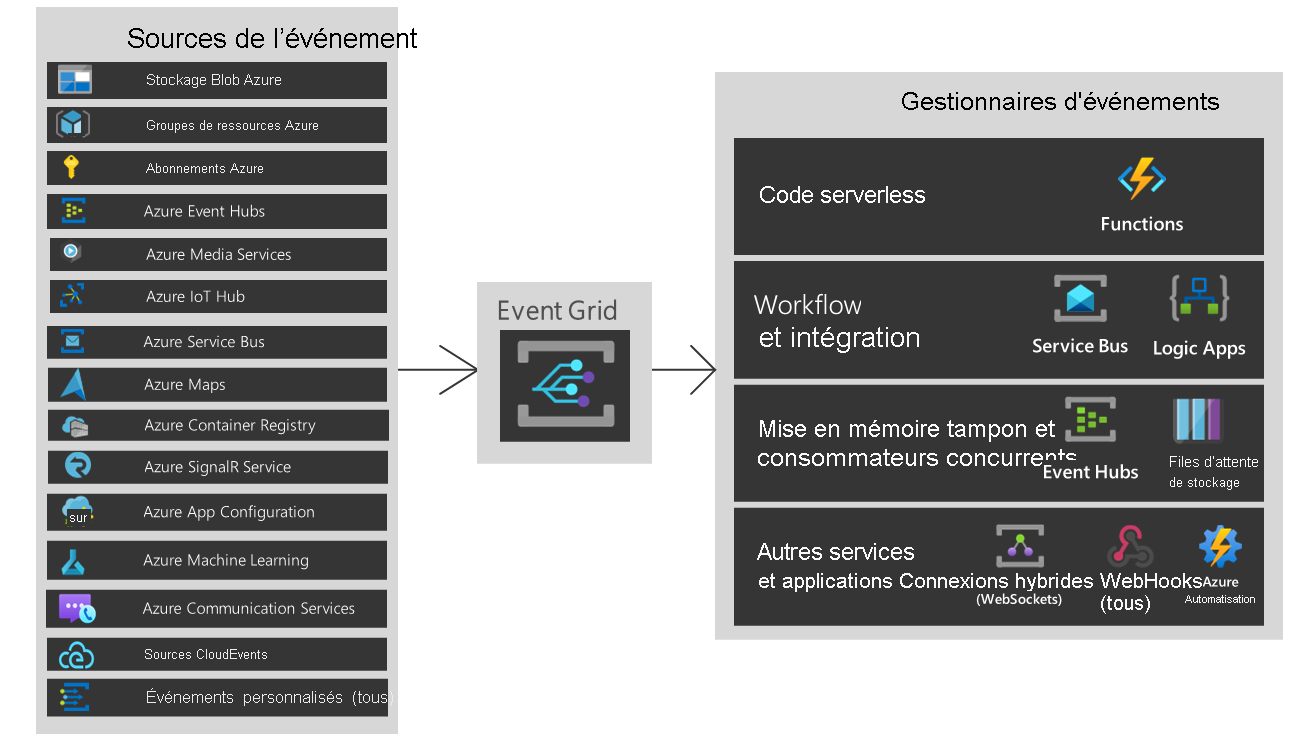 Sources de l'événement
Stockage Blob Azure
Groupes de ressources Azure
Abonnements Azure
Azure Event Hubs
Azure Media Services
Azure IoT Hub
Azure Service Bus
Azure Maps
Azure Container Registry
Azure SignalR Service
sur
Azure App Configuration
Azure Machine Learning
Azure Communication Services
Sources CloudEvents
Événements personnalisés (tous)
Event Grid
Gestionnaires d'événements
Code serverless
Functions
Workflow
et intégration
Service Bus
Logic Apps
Mise en mémoire tampon et
consommateurs concurrents
Event Hubs
Files d'attente
de stockage
Autres services
et applications
Connexions hybrides
(WebSockets)
WebHooks
(tous)
Azure
Automatisation